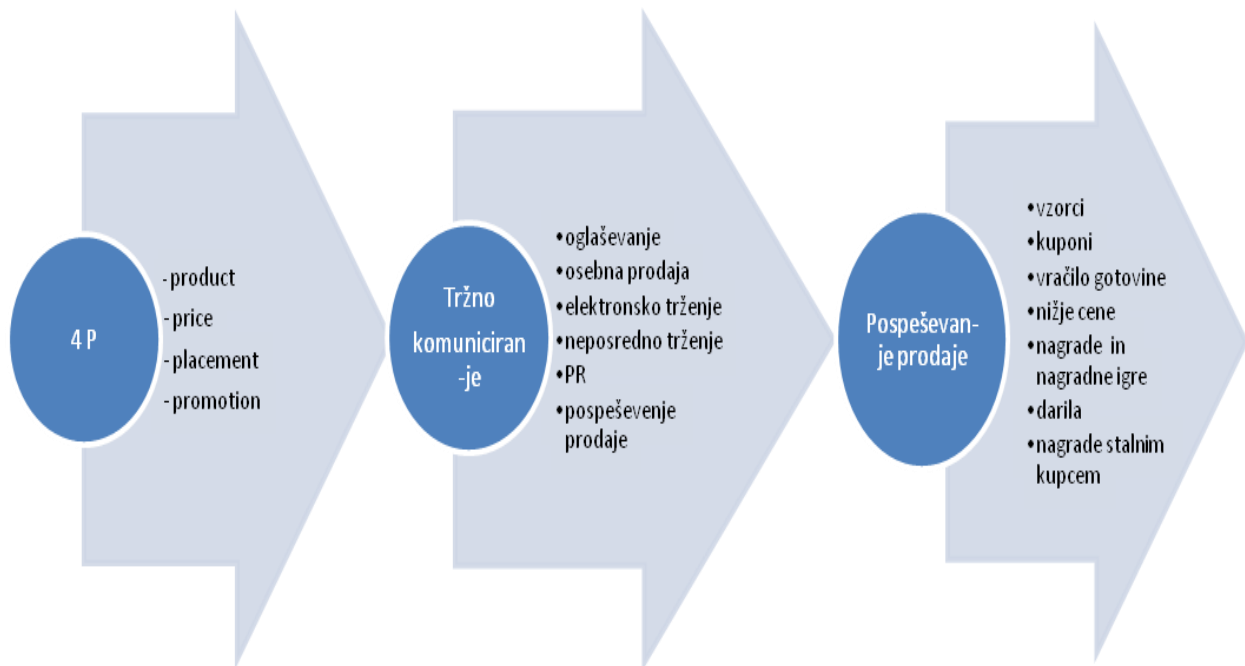 4 P
- product
- price
- placement
- promotion
Tržno
komuniciran
-je
•oglaševanje
•osebna prodaja
•elektronsko trženje
•neposredno trženje
•PR
•pospeševenje
prodaje
Pospeševan-
je prodaje
•vzorci
•kuponi
•vračilo gotovine
•nižje cene
•nagrade in
nagradne igre
•darila
•nagrade stalnim
kupcem